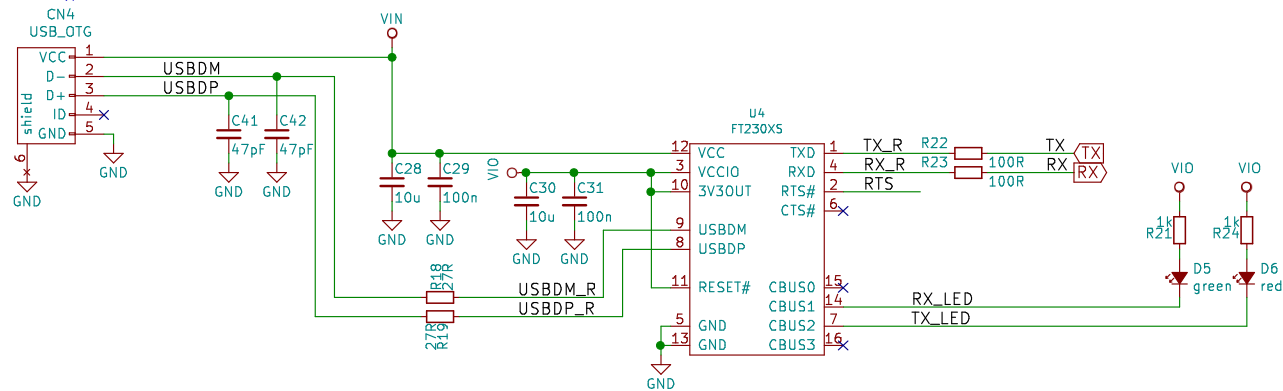 CN4
USB_OTG
VCC 1
D- 2
D+ 3
ID 4
GND 5
shield
6
GND
GND
USBDM
USBDP
C41
47pF
GND
C42
47pF
GND
VIN
C28
10u
GND
C29
100n
GND
VIO
C30
10u
GND
C31
100n
GND
R18
27R
27R
R19
USBDM_R
USBDP_R
U4
FT230XS
12 VCC
3 VCCIO
10 3V3OUT
9 USBDM
8 USBDP
11 RESET#
5 GND
13 GND
GND
TXD 1
RXD 4
RTS# 2
CTS# 6
CBUS0 15
CBUS1 14
CBUS2 7
CBUS3 16
TX_R
RX_R
RTS
R22
100R
R23
100R
TX
RX
TX
RX
RX_LED
TX_LED
VIO
1k
R21
D5
green
VIO
1k
R24
D6
red